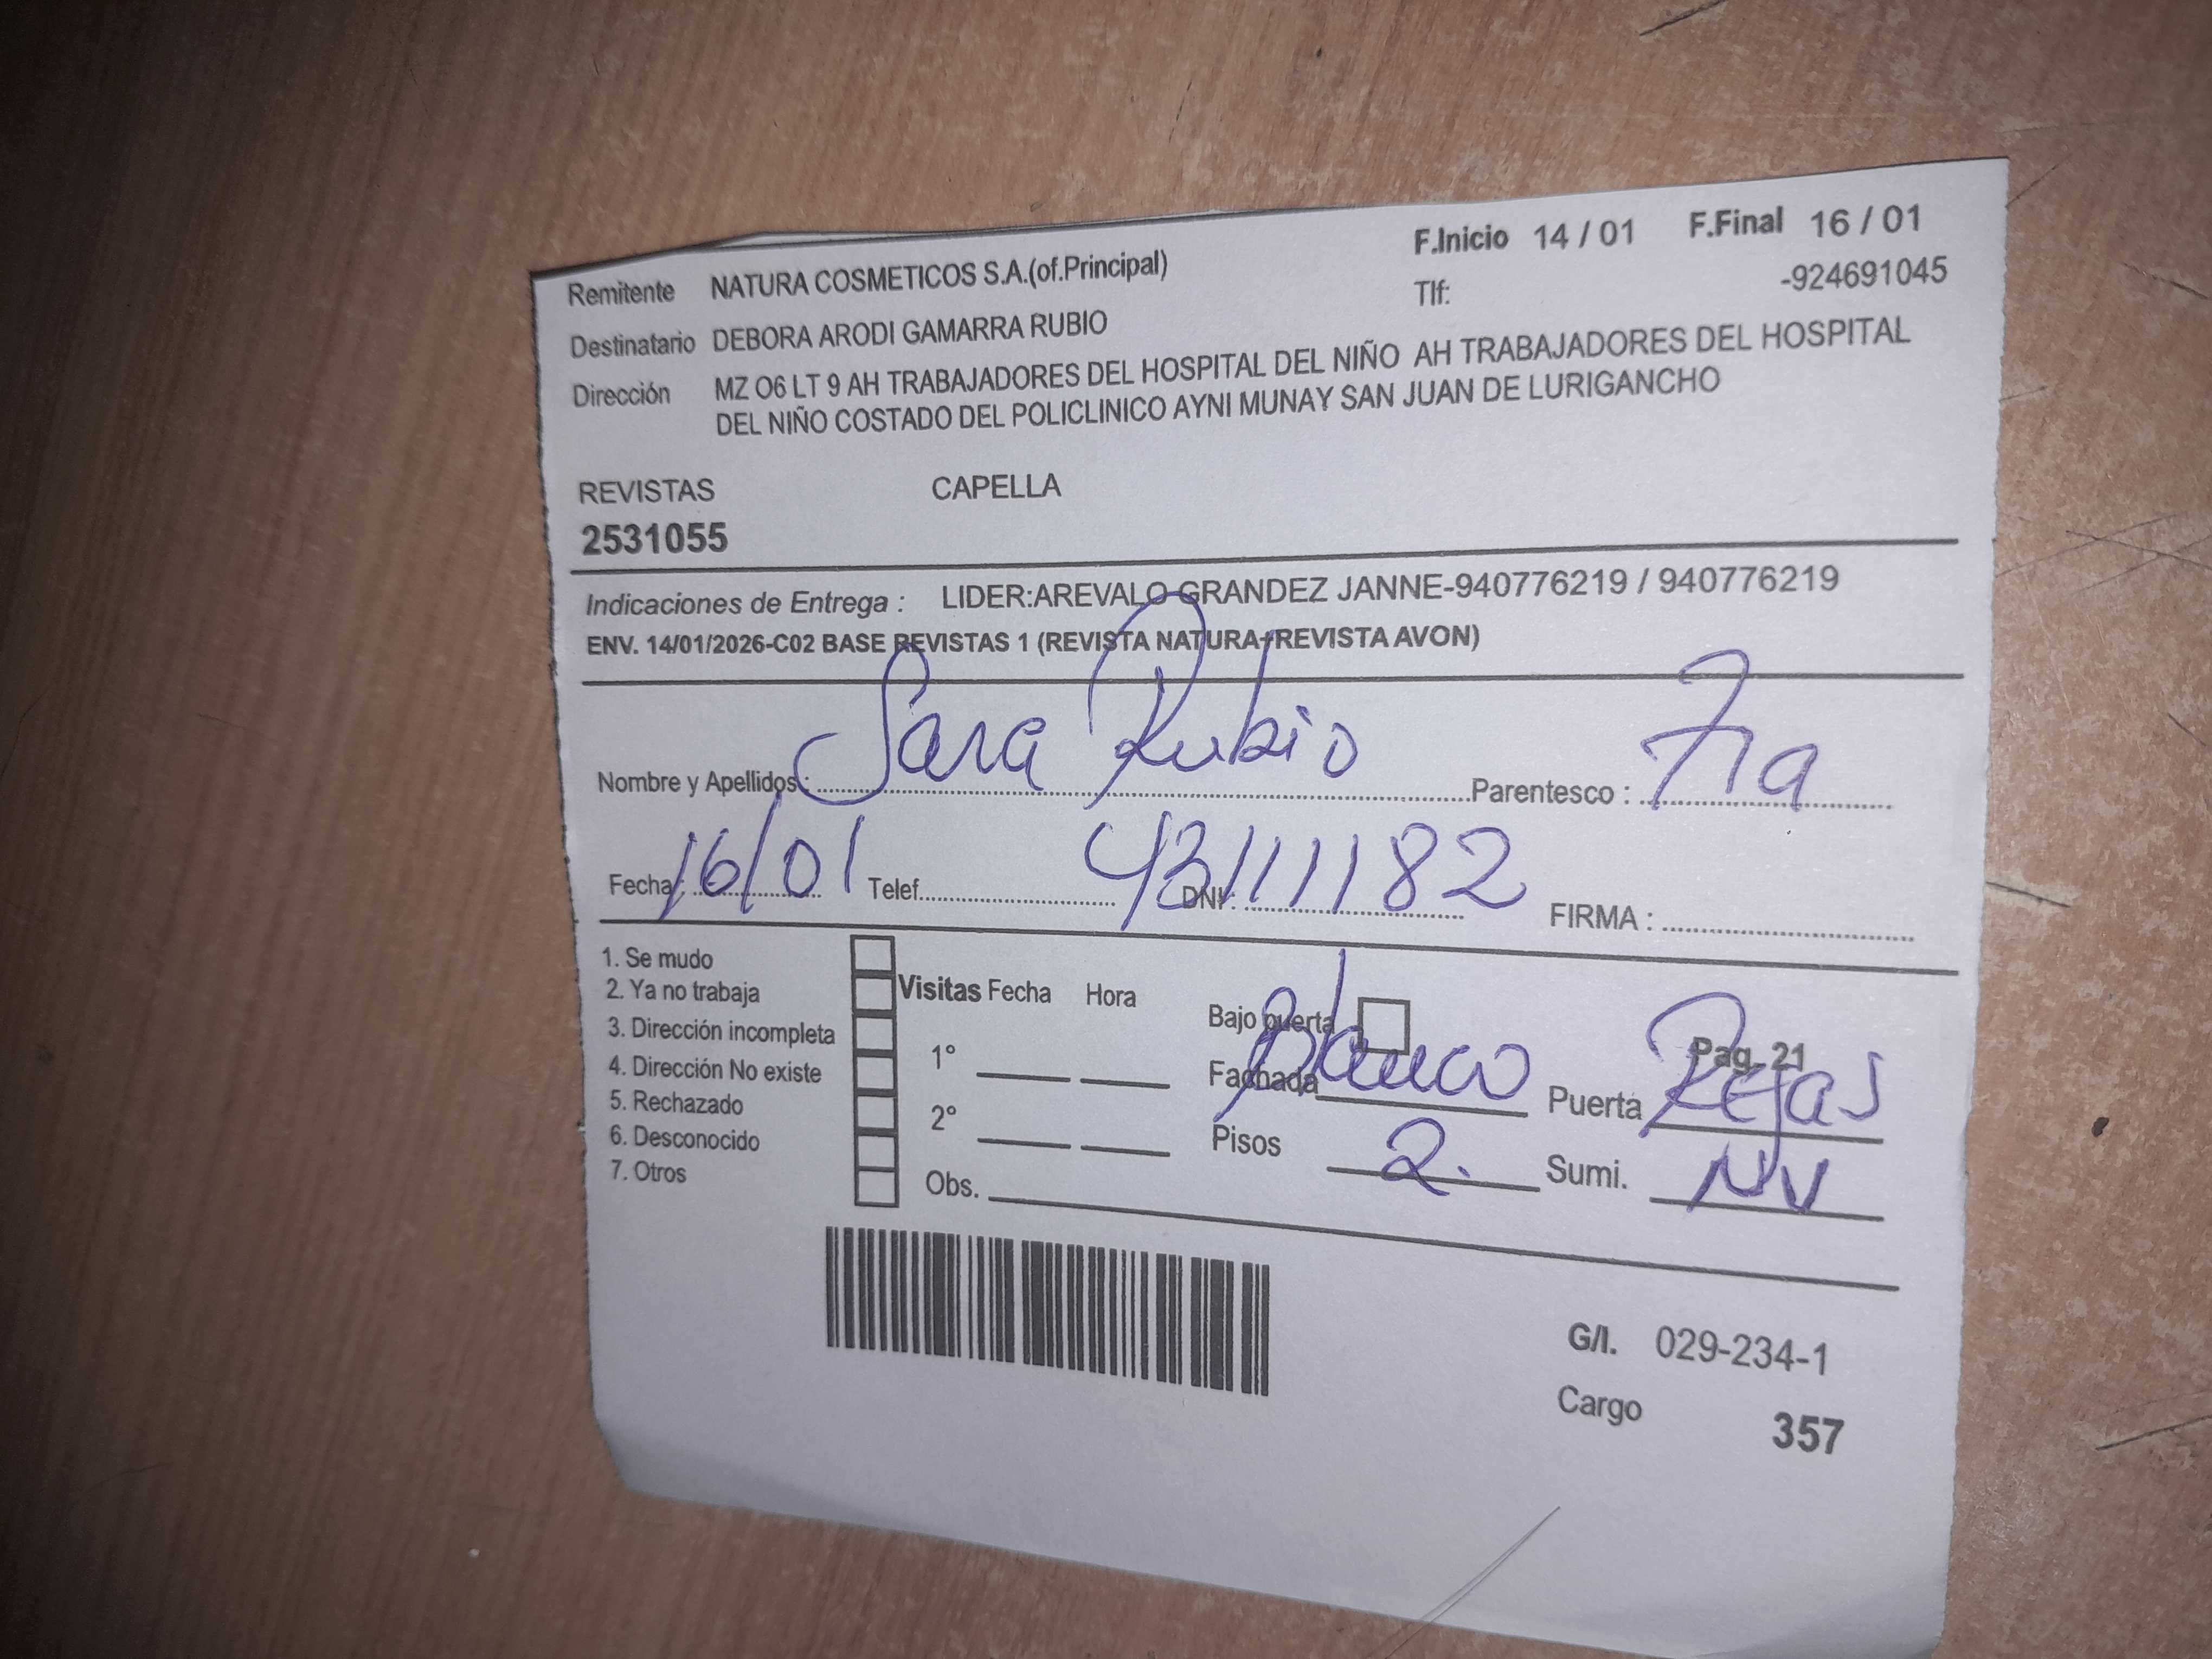 F.Inicio 14 / 01 F.Final 16 / 01
Remitente NATURA COSMETICOS S.A.(of.Principal) Tlf: -924691045
Destinatario DEBORA ARODI GAMARRA RUBIO
Dirección MZ O6 LT 9 AH TRABAJADORES DEL HOSPITAL DEL NIÑO AH TRABAJADORES DEL HOSPITAL
DEL NIÑO COSTADO DEL POLICLINICO AYNI MUNAY SAN JUAN DE LURIGANCHO
REVISTAS CAPELLA
2531055
Indicaciones de Entrega : LIDER:AREVALO GRANDEZ JANNE-940776219 / 940776219
ENV. 14/01/2026-C02 BASE REVISTAS 1 (REVISTA NATURA+REVISTA AVON)
Nombre y Apellidos : Sara Rubio Parentesco : Tia
Fecha : 16/01 Telef. DNI: 43111182 FIRMA :
1. Se mudo
2. Ya no trabaja
3. Dirección incompleta
4. Dirección No existe
5. Rechazado
6. Desconocido
7. Otros
Visitas Fecha Hora
1°
2°
Obs.
Bajo puerta Pag. 21
Fachada blanco Puerta Rejas
Pisos 2. Sumi. NV
G/I. 029-234-1
Cargo 357